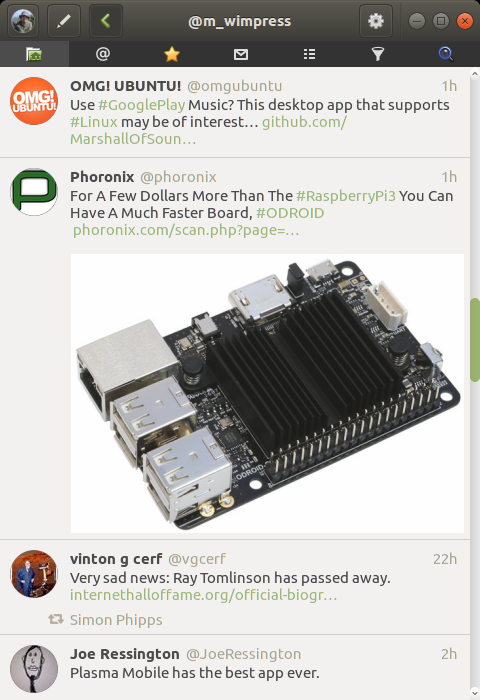 @m_wimpress
@
OMG! UBUNTU! @omgubuntu 1h
OMG!
UBUNTU!
Use #GooglePlay Music? This desktop app that supports
#Linux may be of interest… github.com/
MarshallOfSoun…
Phoronix @phoronix 1h
For A Few Dollars More Than The #RaspberryPi3 You Can
Have A Much Faster Board, #ODROID
phoronix.com/scan.php?page=…
ODROID
vinton g cerf @vgcerf 22h
Very sad news: Ray Tomlinson has passed away.
internethalloffame.org/official-biogr…
Simon Phipps
Joe Ressington @JoeRessington 2h
Plasma Mobile has the best app ever.